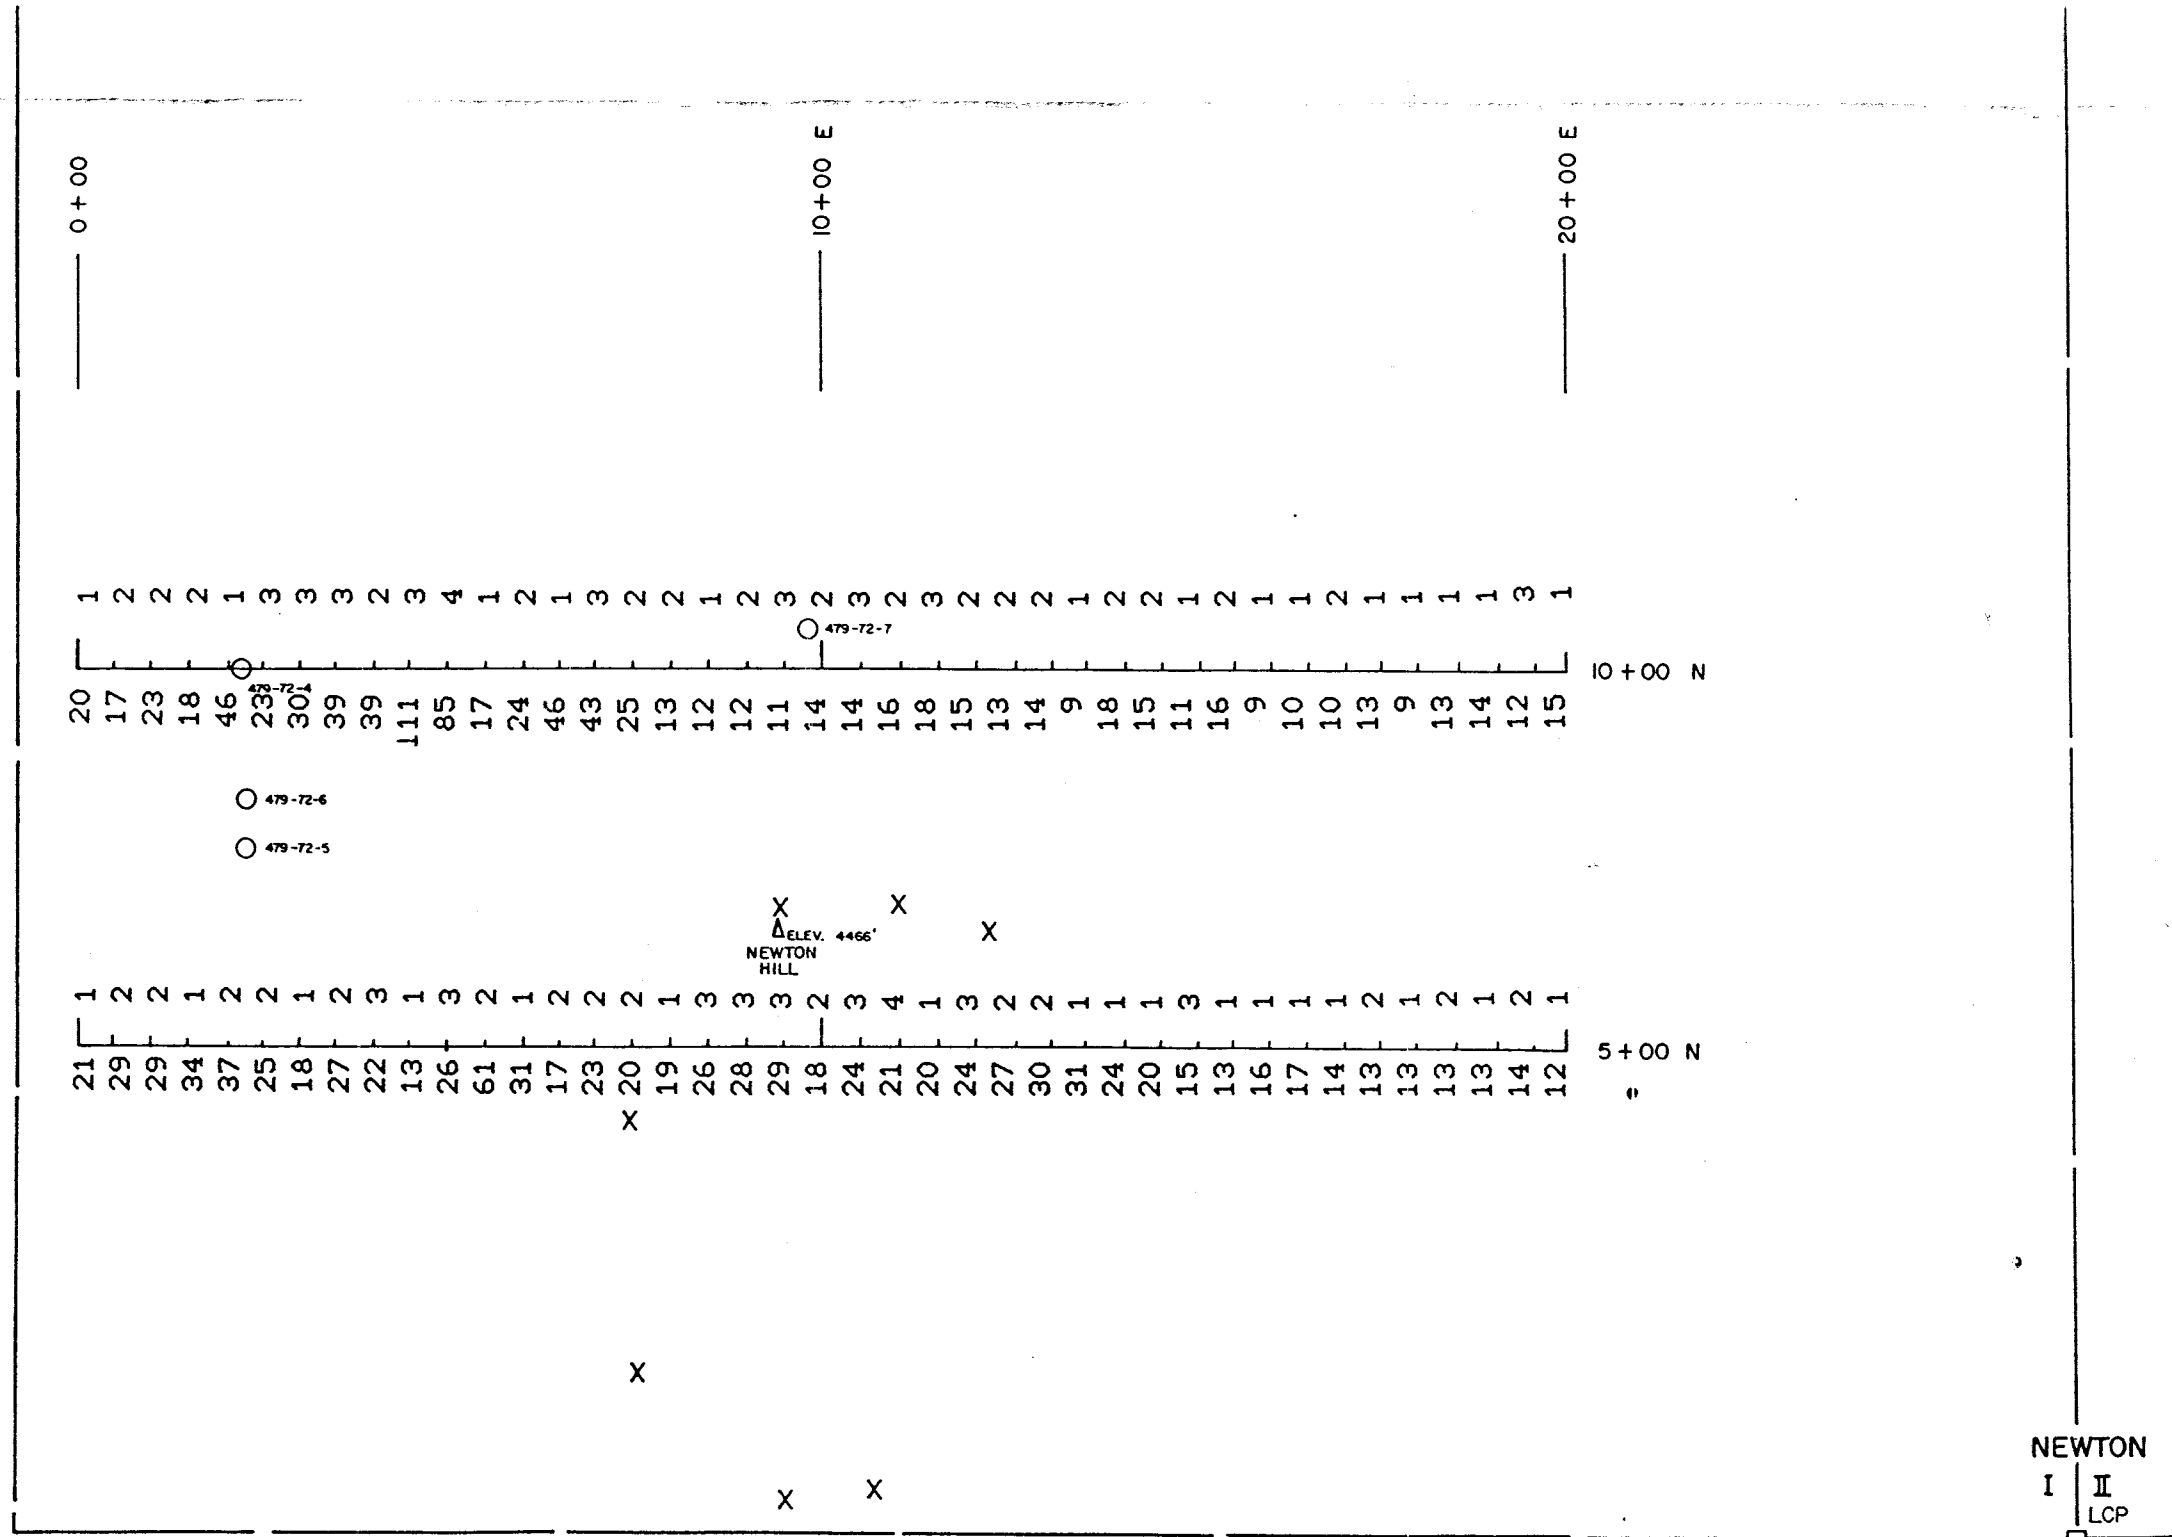 0+00
10+00 E
20+00 E
1 2 2 2 1 3 3 3 2 3 4 1 2 1 3 2 2 1 2 3 2 3 2 3 2 2 2 1 2 2 1 2 1 1 2 1 1 1 1 3 1
479-72-7
10+00 N
479-72-4
20 17 23 18 46 23 30 39 39 111 85 17 24 46 43 25 13 12 12 11 14 14 16 18 15 13 14 9 18 15 11 16 9 10 10 13 9 13 14 12 15
479-72-6
479-72-5
X X
X
Δ ELEV. 4466'
NEWTON
HILL
1 2 2 1 2 2 1 2 3 1 3 2 1 2 2 2 1 3 3 3 2 3 4 1 3 2 2 1 1 1 3 1 1 1 1 2 1 2 1 2 1
5+00 N
21 29 29 34 37 25 18 27 22 13 26 61 31 17 23 20 19 26 28 29 18 24 21 20 24 27 30 31 24 20 15 13 16 17 14 13 13 13 13 14 12
X
X
X X
NEWTON
I II
LCP